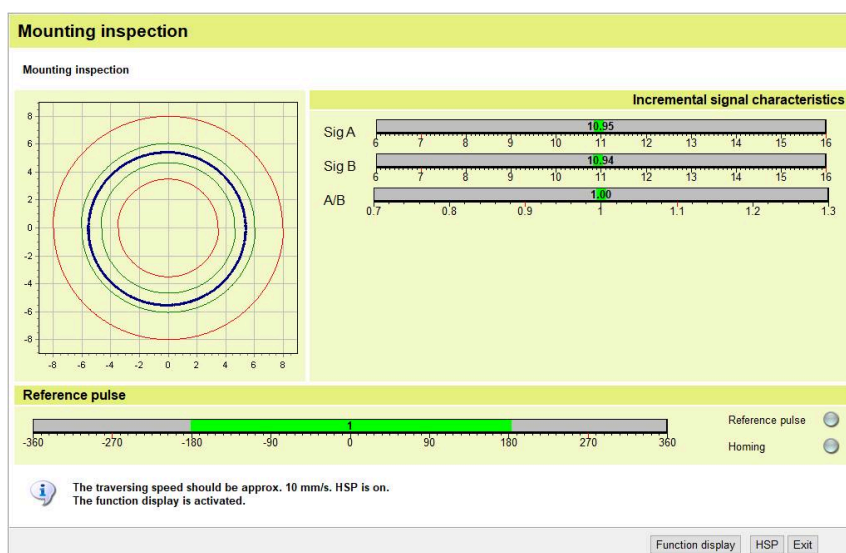 Mounting inspection
Mounting inspection
Incremental signal characteristics
8
6
4
2
0
-2
-4
-6
-8
-8 -6 -4 -2 0 2 4 6 8
Sig A
10.95
6 7 8 9 10 11 12 13 14 15 16
Sig B
10.94
6 7 8 9 10 11 12 13 14 15 16
A/B
1.00
0.7 0.8 0.9 1 1.1 1.2 1.3
Reference pulse
1
-360 -270 -180 -90 0 90 180 270 360
Reference pulse
Homing
The traversing speed should be approx. 10 mm/s. HSP is on.
The function display is activated.
Function display HSP Exit